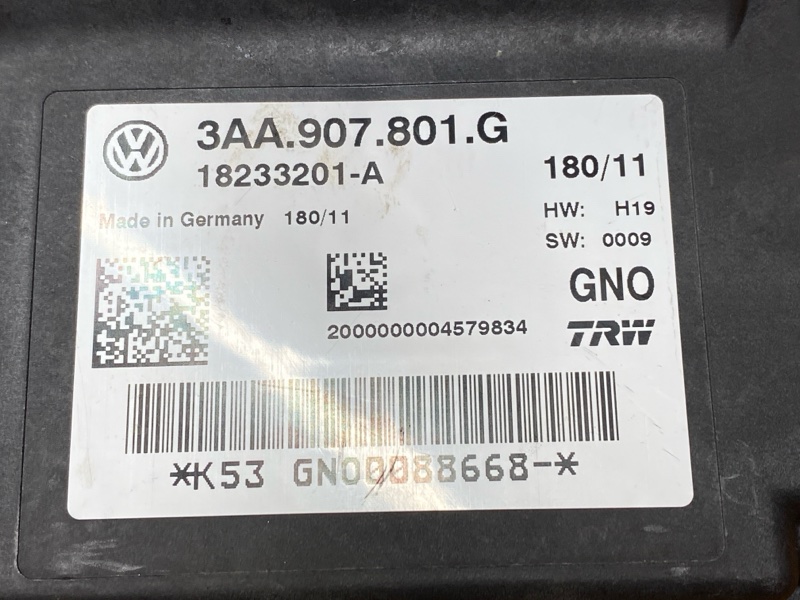 3AA.907.801.G
18233201-A
180/11
Made in Germany 180/11
HW: H19
SW: 0009
GNO
2000000004579834
TRW
*K53 GNO0088668-*